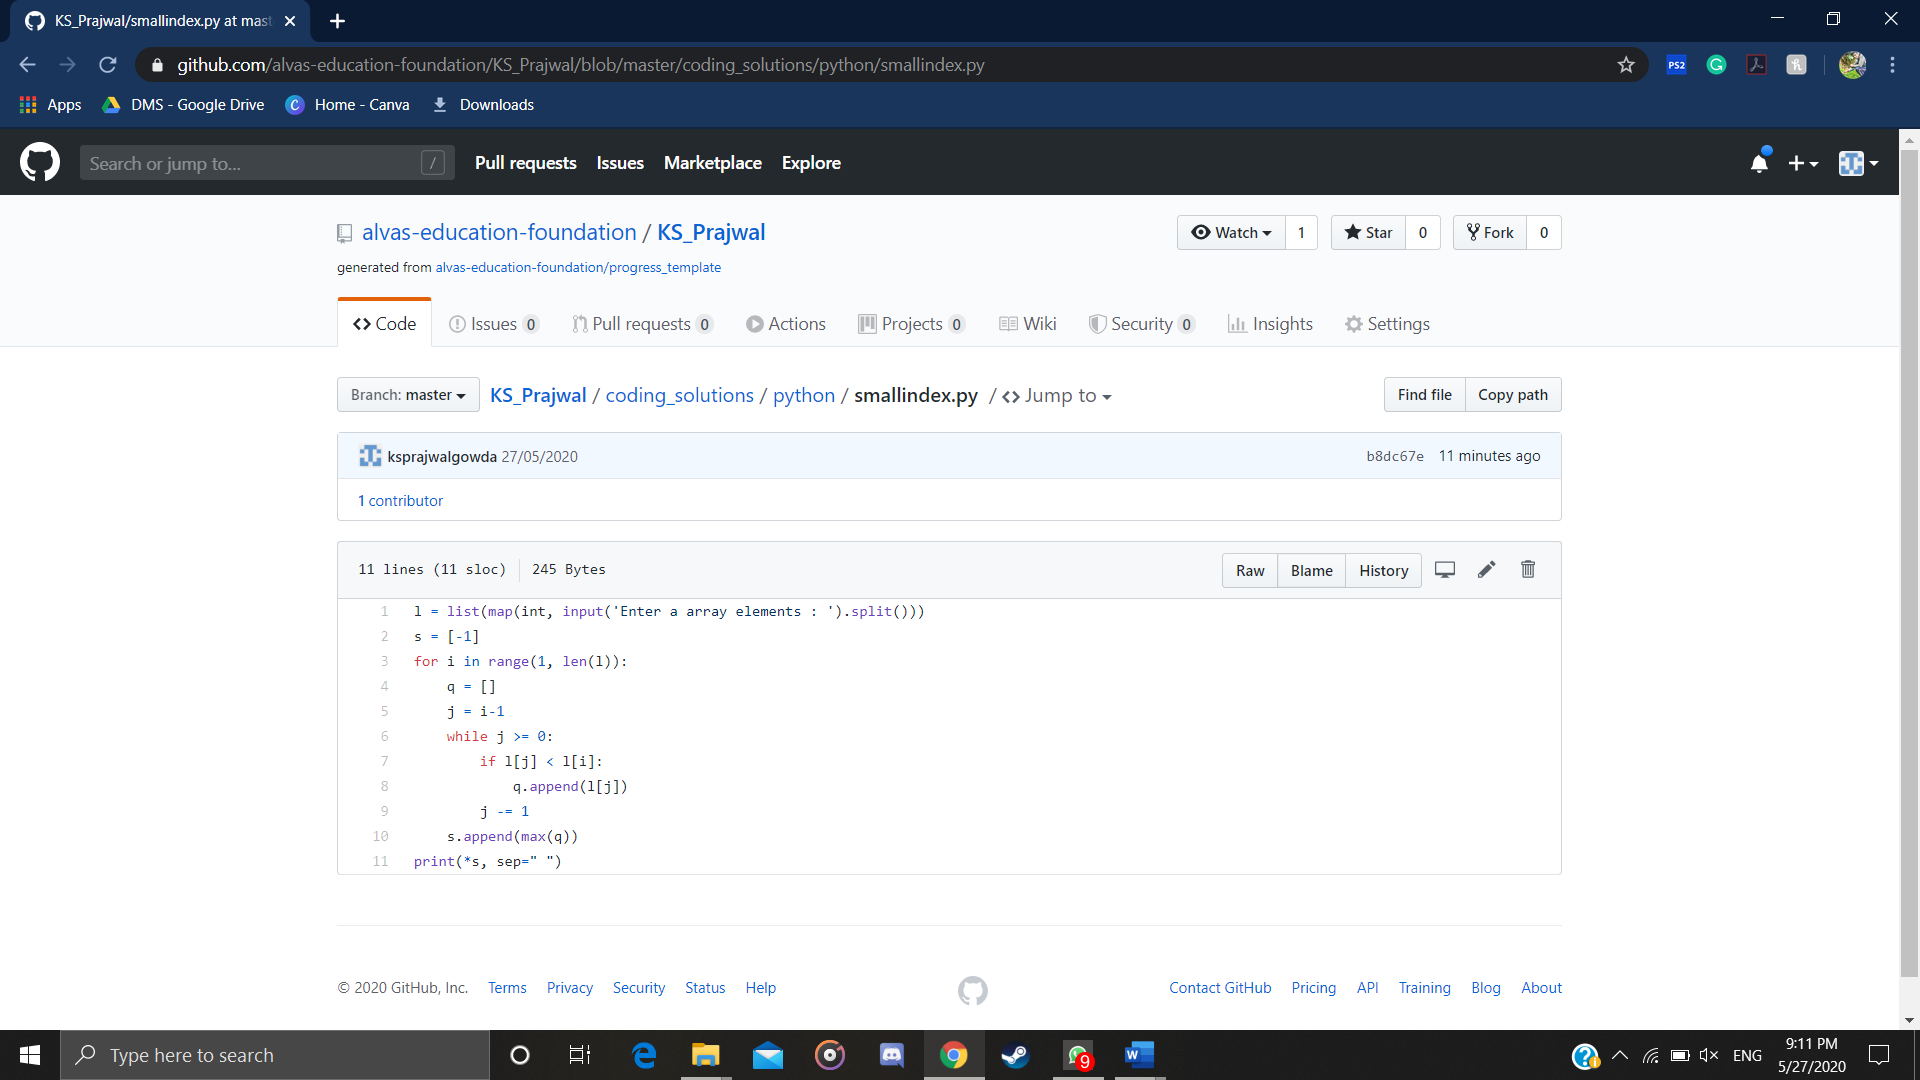 KS_Prajwal/smallindex.py at mast
github.com/alvas-education-foundation/KS_Prajwal/blob/master/coding_solutions/python/smallindex.py
PS2
Apps
DMS - Google Drive
C
Home - Canva
Downloads
Search or jump to...
/
Pull requests
Issues
Marketplace
Explore
alvas-education-foundation / KS_Prajwal
Watch
1
Star
0
Fork
0
generated from alvas-education-foundation/progress_template
Code
Issues 0
Pull requests 0
Actions
Projects 0
Wiki
Security 0
Insights
Settings
Branch: master
KS_Prajwal / coding_solutions / python / smallindex.py / <> Jump to
Find file
Copy path
ksprajwalgowda 27/05/2020
b8dc67e 11 minutes ago
1 contributor
11 lines (11 sloc) 245 Bytes
Raw
Blame
History
1 l = list(map(int, input('Enter a array elements : ').split()))
2 s = [-1]
3 for i in range(1, len(l)):
4 q = []
5 j = i-1
6 while j >= 0:
7 if l[j] < l[i]:
8 q.append(l[j])
9 j -= 1
10 s.append(max(q))
11 print(*s, sep=" ")
© 2020 GitHub, Inc.
Terms
Privacy
Security
Status
Help
Contact GitHub
Pricing
API
Training
Blog
About
Type here to search
9
W
ENG
9:11 PM
5/27/2020